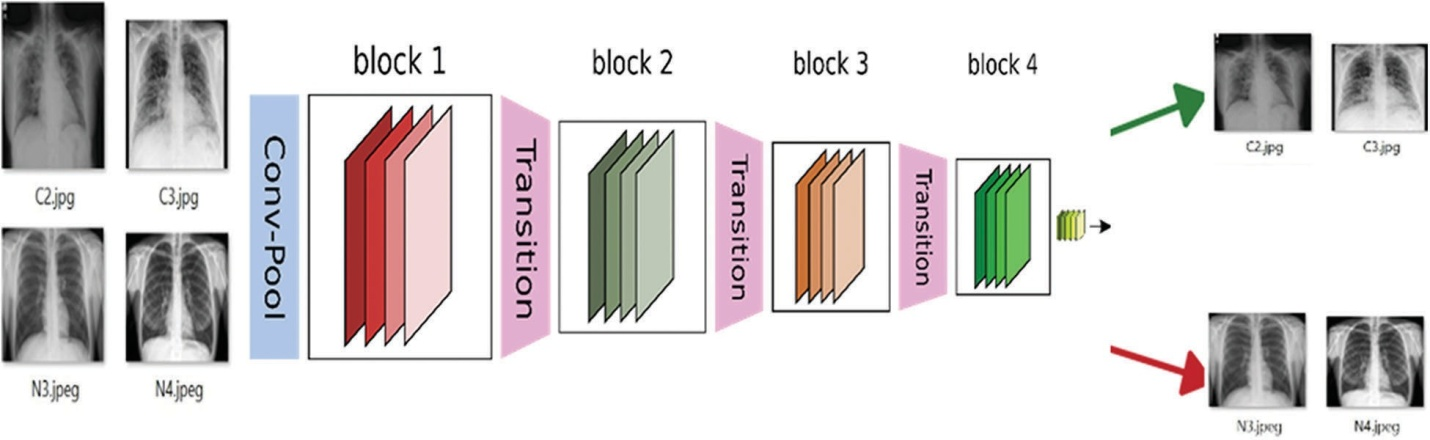 block 1
block 2
block 3
block 4
Conv-Pool
Transition
Transition
Transition
C2.jpg
C3.jpg
N3.jpeg
N4.jpeg
C2.jpg
C3.jpg
N3.jpeg
N4.jpeg